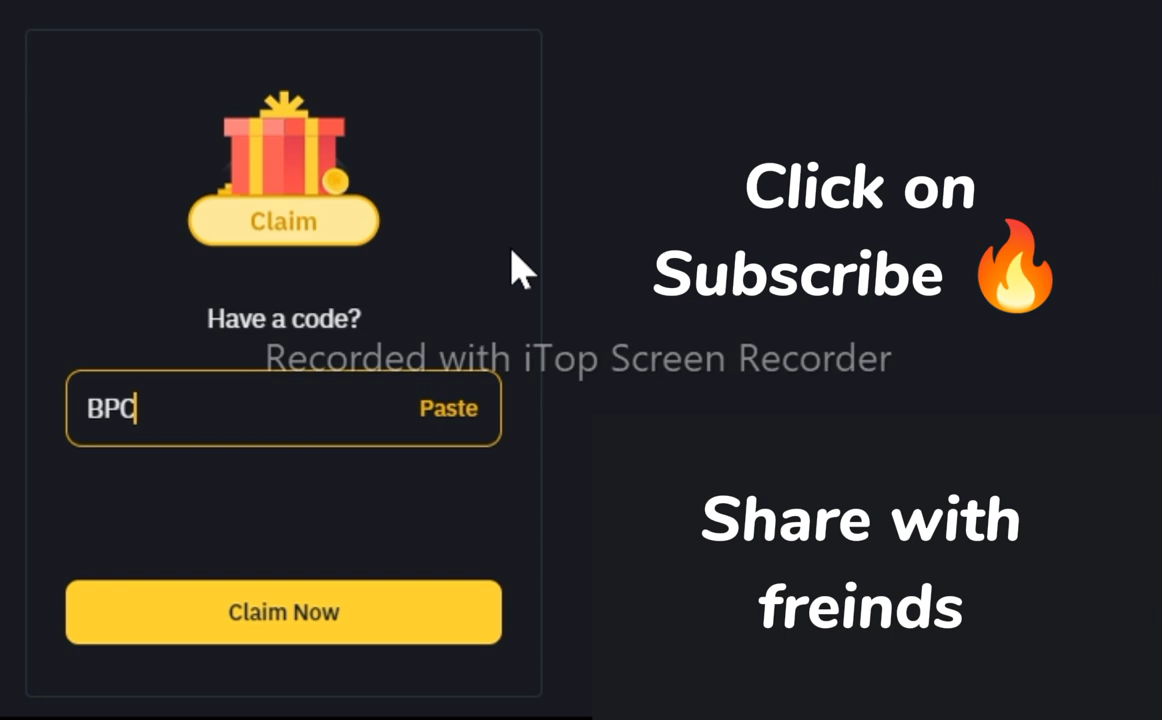 Claim
Have a code?
BPC
Paste
Claim Now
Click on
Subscribe 🔥
Share with
freinds
Recorded with iTop Screen Recorder